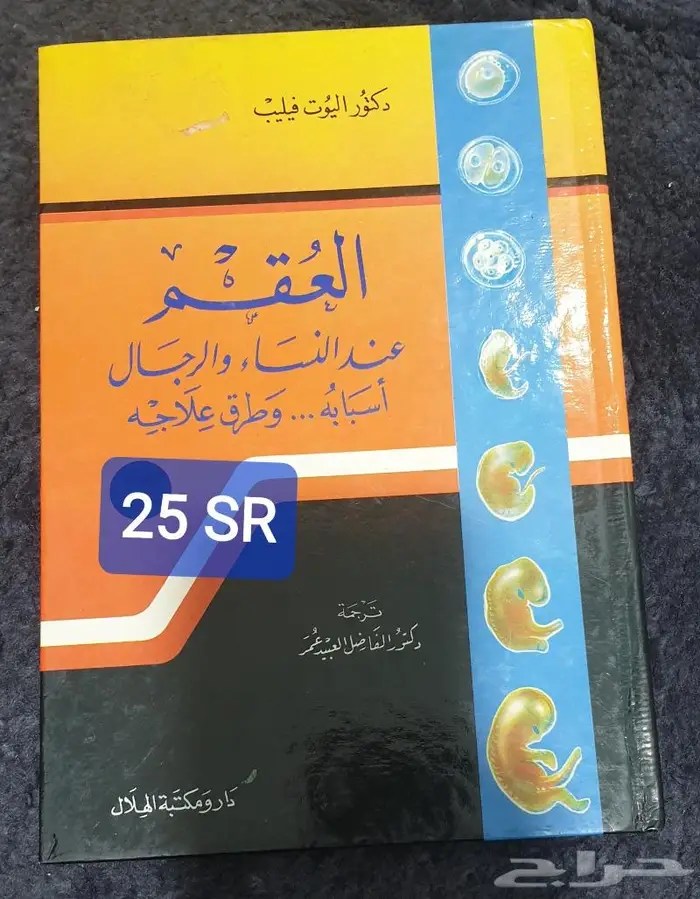 دكتور اليوت فيليب
العُقم
عند النساء والرجال
أسبابه ... وطرق علاجه
25 SR
ترجمة
دكتور الفاضل العبيد عمر
دار ومكتبة الهلال
حراج